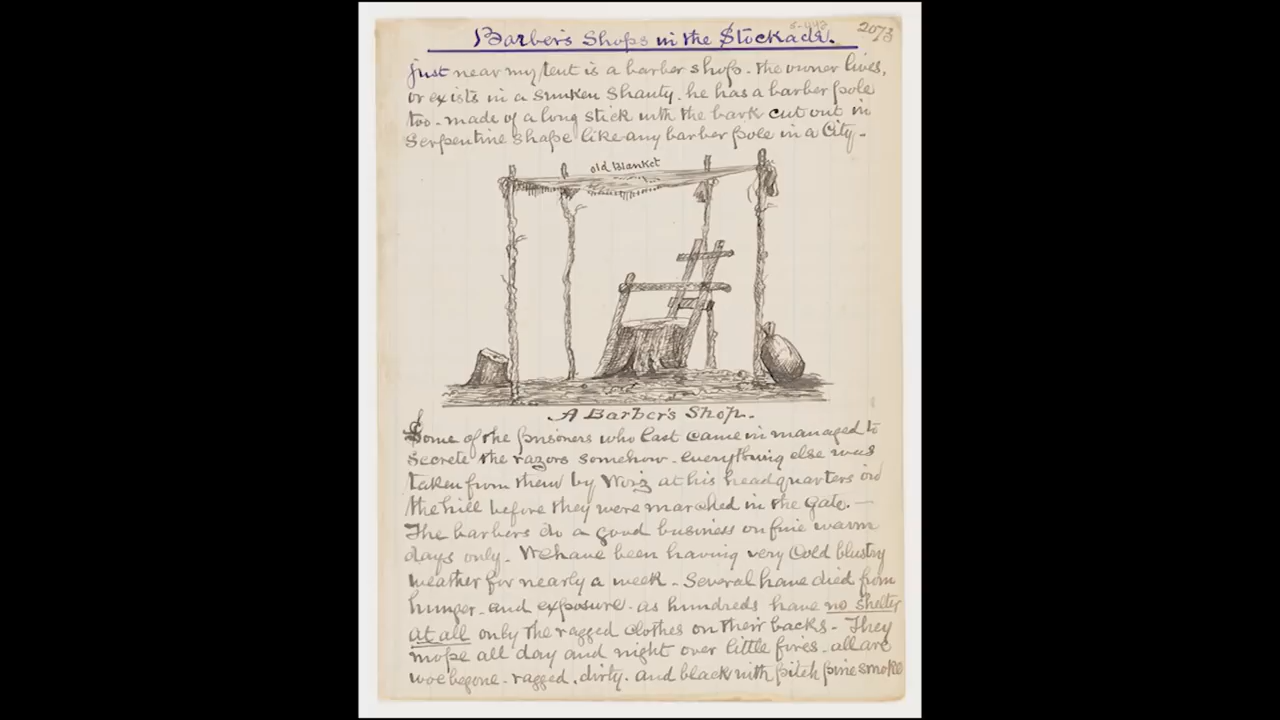 Barber's Shops in the Stockade.
2073
Just near my tent is a barber shop. The owner lives,
or exists in a sunken shanty. he has a barber pole
too. made of a long stick with the bark cut out in
Serpentine shape like any barber pole in a City.
old Blanket
A Barber's Shop.
Some of the prisoners who last came in managed to
secrete the razors somehow. everything else was
taken from them by Wirz at his headquarters on
the hill before they were marched in the gate. —
The barbers do a good business on fine warm
days only. We have been having very Cold blustry
weather for nearly a week. Several have died from
hunger. and exposure. as hundreds have no shelter
at all only the ragged clothes on their backs. They
mope all day and night over little fires. all are
woe begone. ragged. dirty. and black with pitch pine smoke